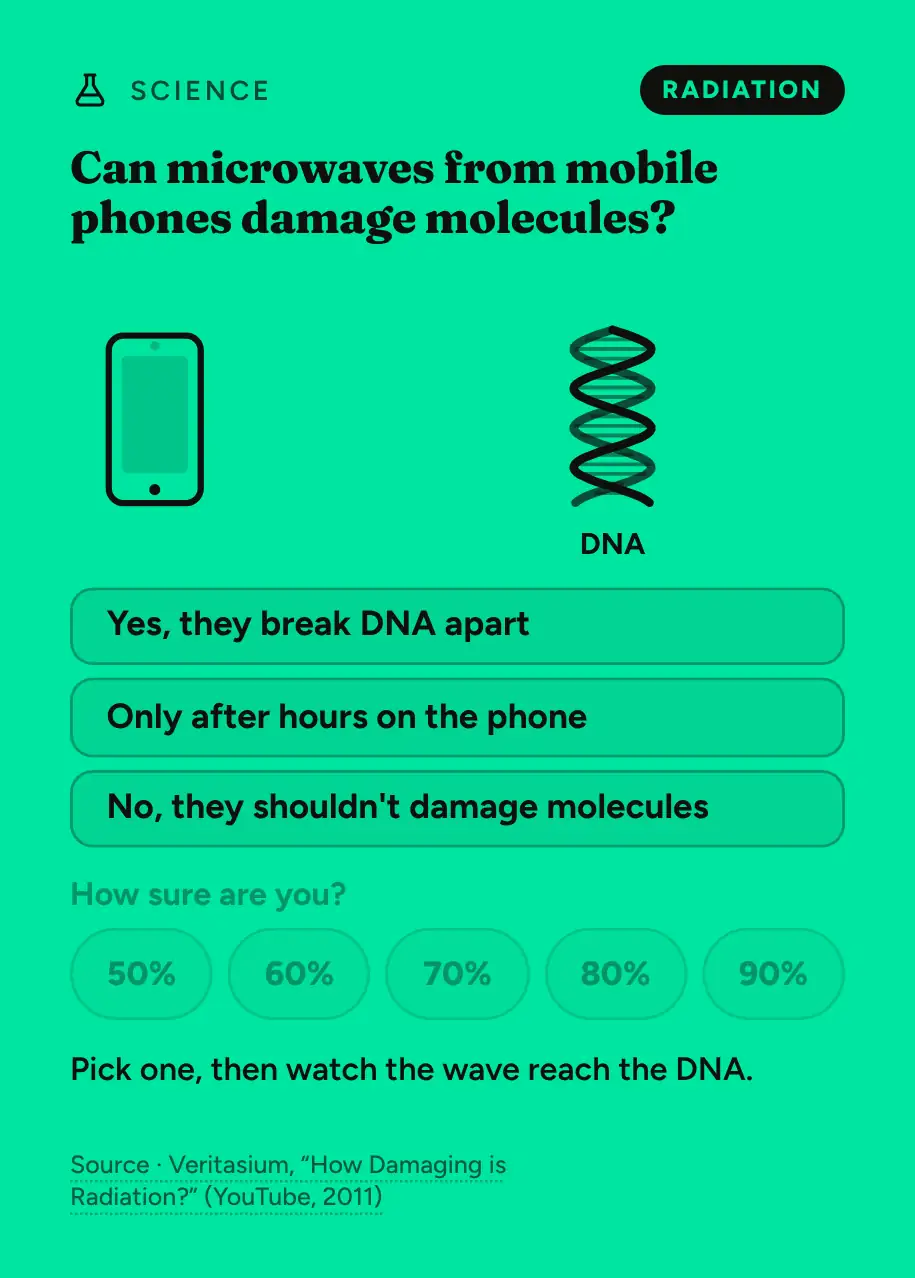 SCIENCE
RADIATION
Can microwaves from mobile
phones damage molecules?
DNA
Yes, they break DNA apart
Only after hours on the phone
No, they shouldn't damage molecules
How sure are you?
50% 60% 70% 80% 90%
Pick one, then watch the wave reach the DNA.
Source · Veritasium, “How Damaging is
Radiation?” (YouTube, 2011)